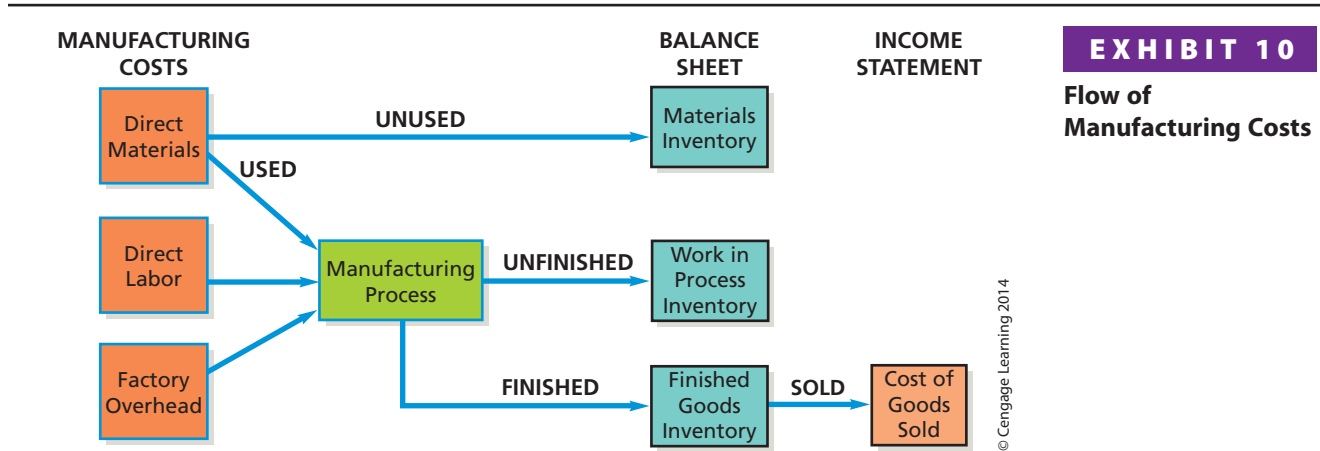 MANUFACTURING
COSTS
BALANCE
SHEET
INCOME
STATEMENT
EXHIBIT 10
Flow of
Manufacturing Costs
Direct
Materials
UNUSED
Materials
Inventory
USED
Direct
Labor
Manufacturing
Process
UNFINISHED
Work in
Process
Inventory
Factory
Overhead
FINISHED
Finished
Goods
Inventory
SOLD
Cost of
Goods
Sold
© Cengage Learning 2014